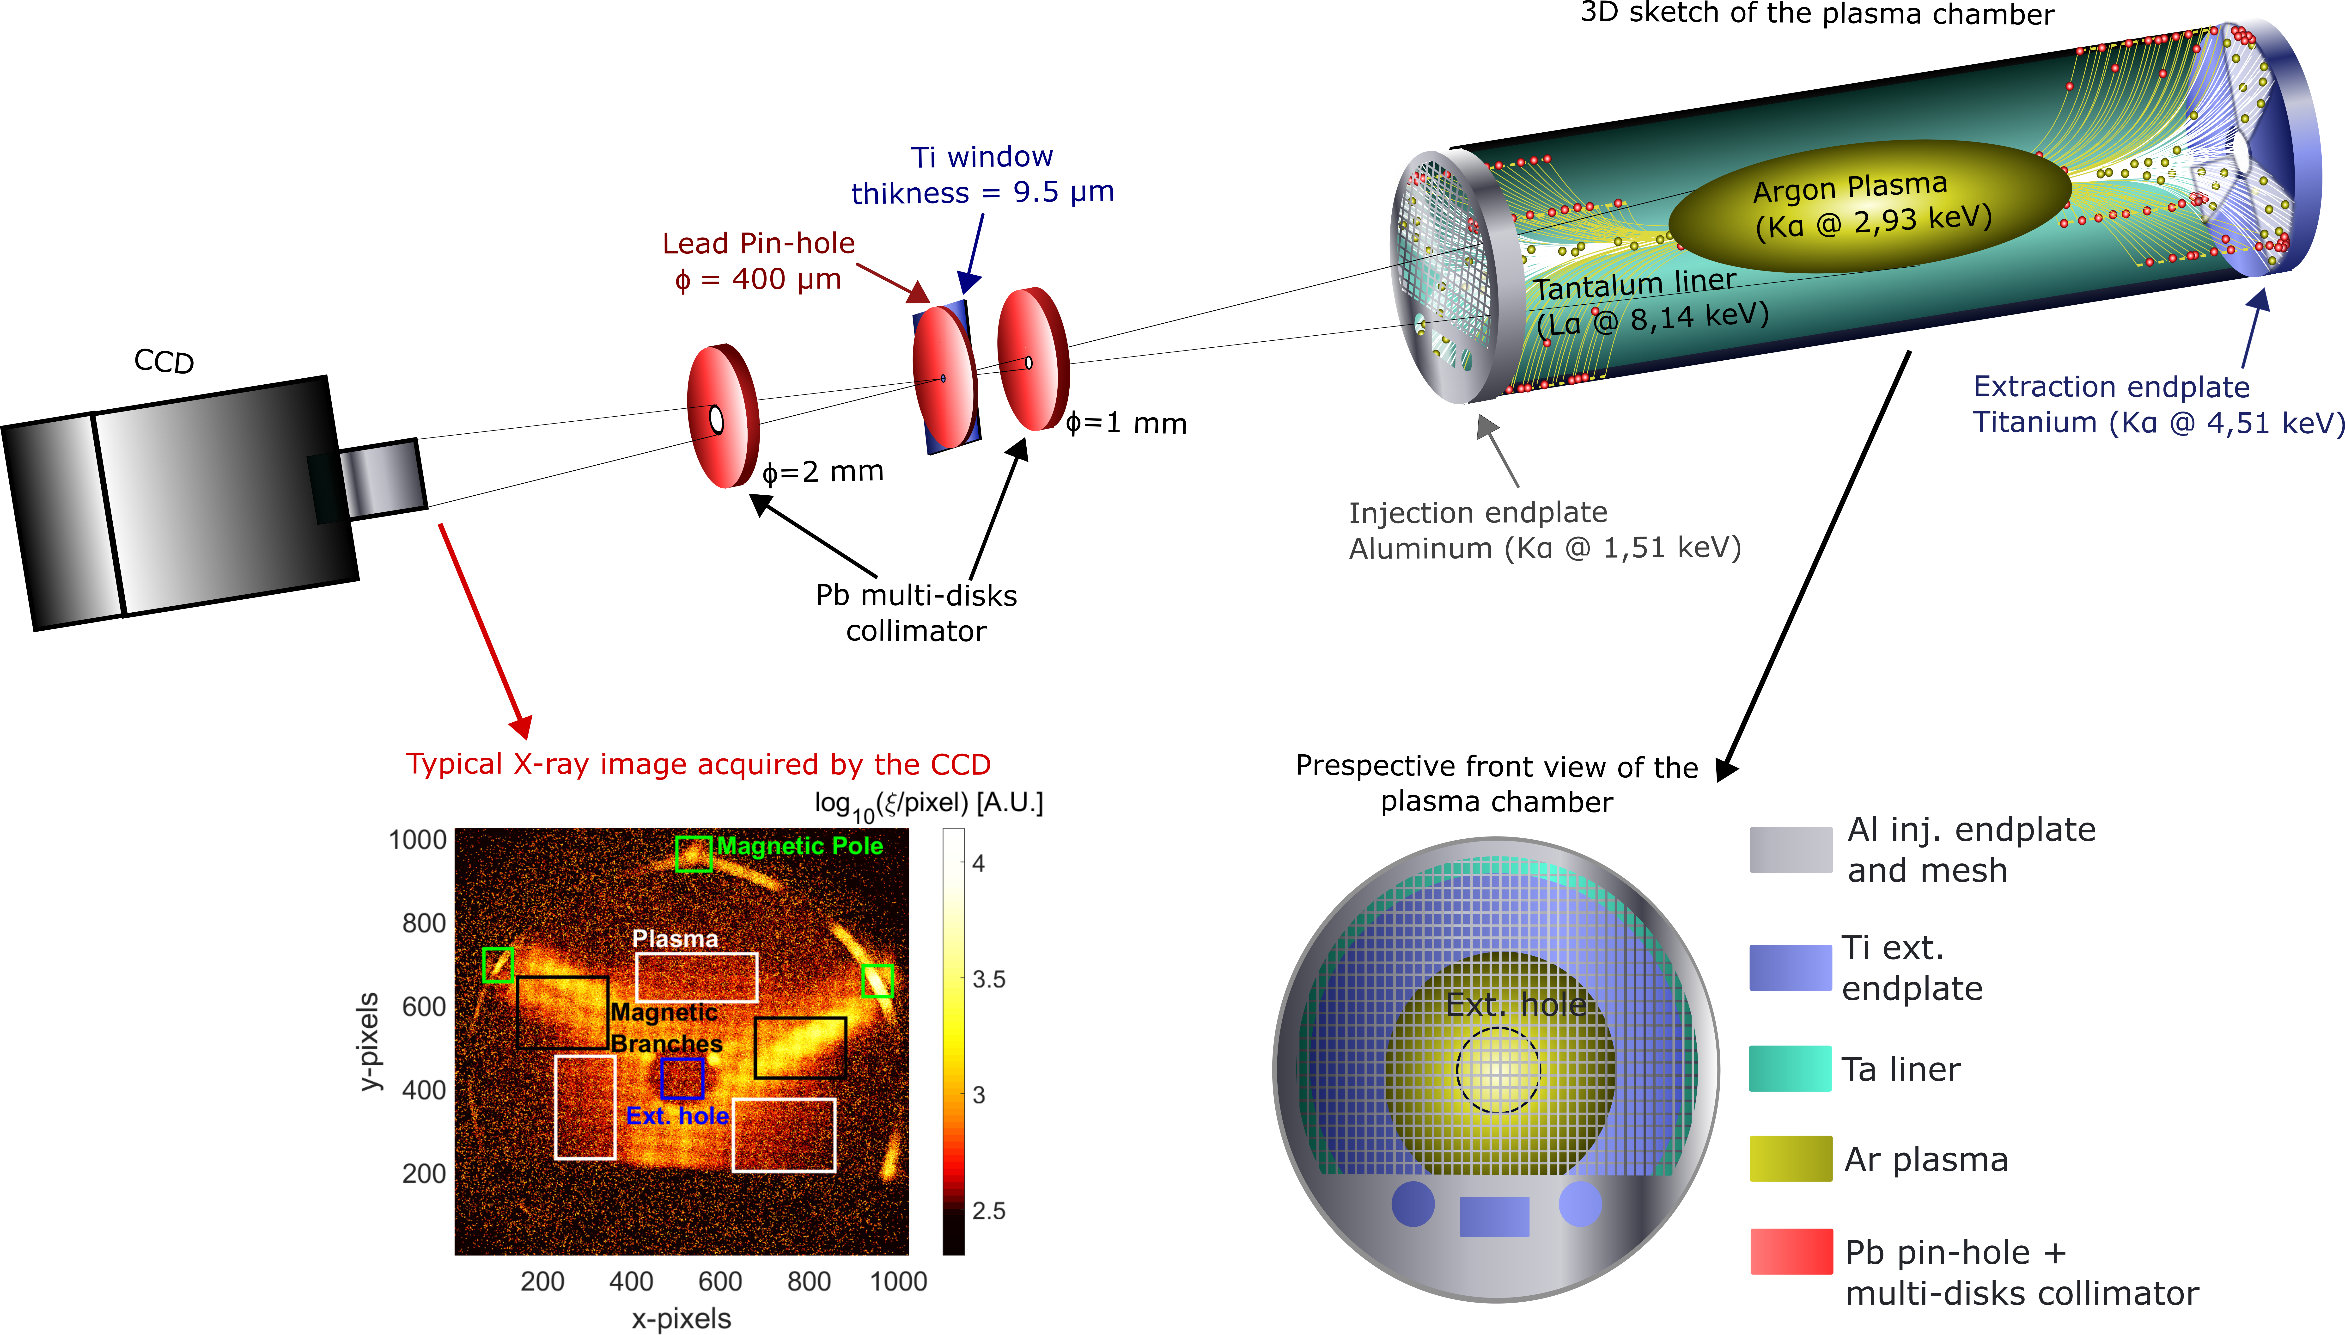 3D sketch of the plasma chamber
Ti window
thikness = 9.5 µm
Lead Pin-hole
ϕ = 400 µm
Argon Plasma
(Kα @ 2,93 keV)
Tantalum liner
(Lα @ 8,14 keV)
CCD
ϕ=1 mm
ϕ=2 mm
Extraction endplate
Titanium (Kα @ 4,51 keV)
Injection endplate
Aluminum (Kα @ 1,51 keV)
Pb multi-disks
collimator
Typical X-ray image acquired by the CCD
log10(ξ/pixel) [A.U.]
1000
800
600
400
200
y-pixels
200
400
600
800
1000
x-pixels
4
3.5
3
2.5
Magnetic Pole
Plasma
Magnetic
Branches
Ext. hole
Prespective front view of the
plasma chamber
Ext. hole
Al inj. endplate
and mesh
Ti ext.
endplate
Ta liner
Ar plasma
Pb pin-hole +
multi-disks collimator